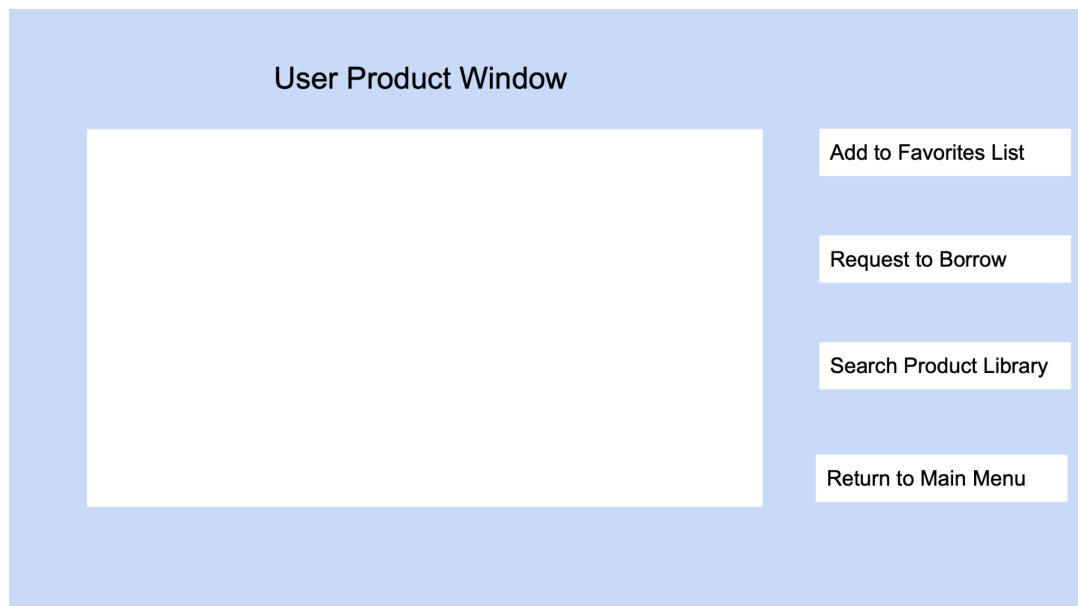 User Product Window
Add to Favorites List
Request to Borrow
Search Product Library
Return to Main Menu